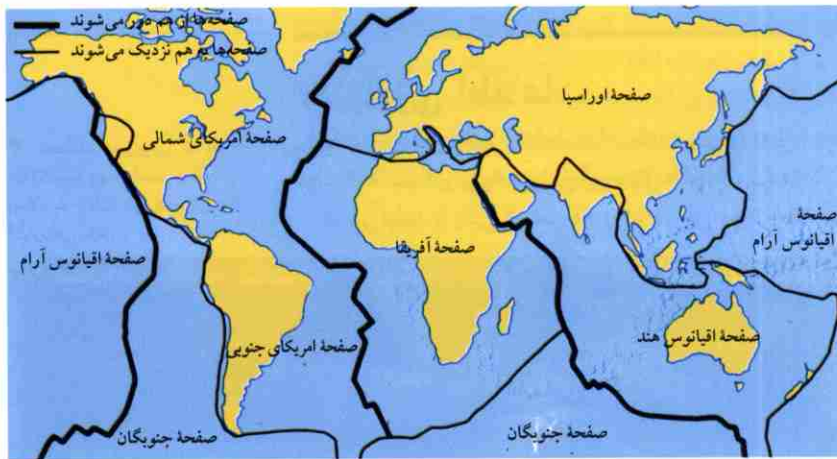 صفحه‌ها از هم دور می‌شوند
صفحه‌ها به هم نزدیک می‌شوند
صفحهٔ اوراسیا
صفحهٔ امریکای شمالی
صفحهٔ
اقیانوس آرام
صفحهٔ آفریقا
صفحهٔ اقیانوس آرام
صفحهٔ اقیانوس هند
صفحهٔ امریکای جنوبی
صفحهٔ جنوبگان
صفحهٔ جنوبگان